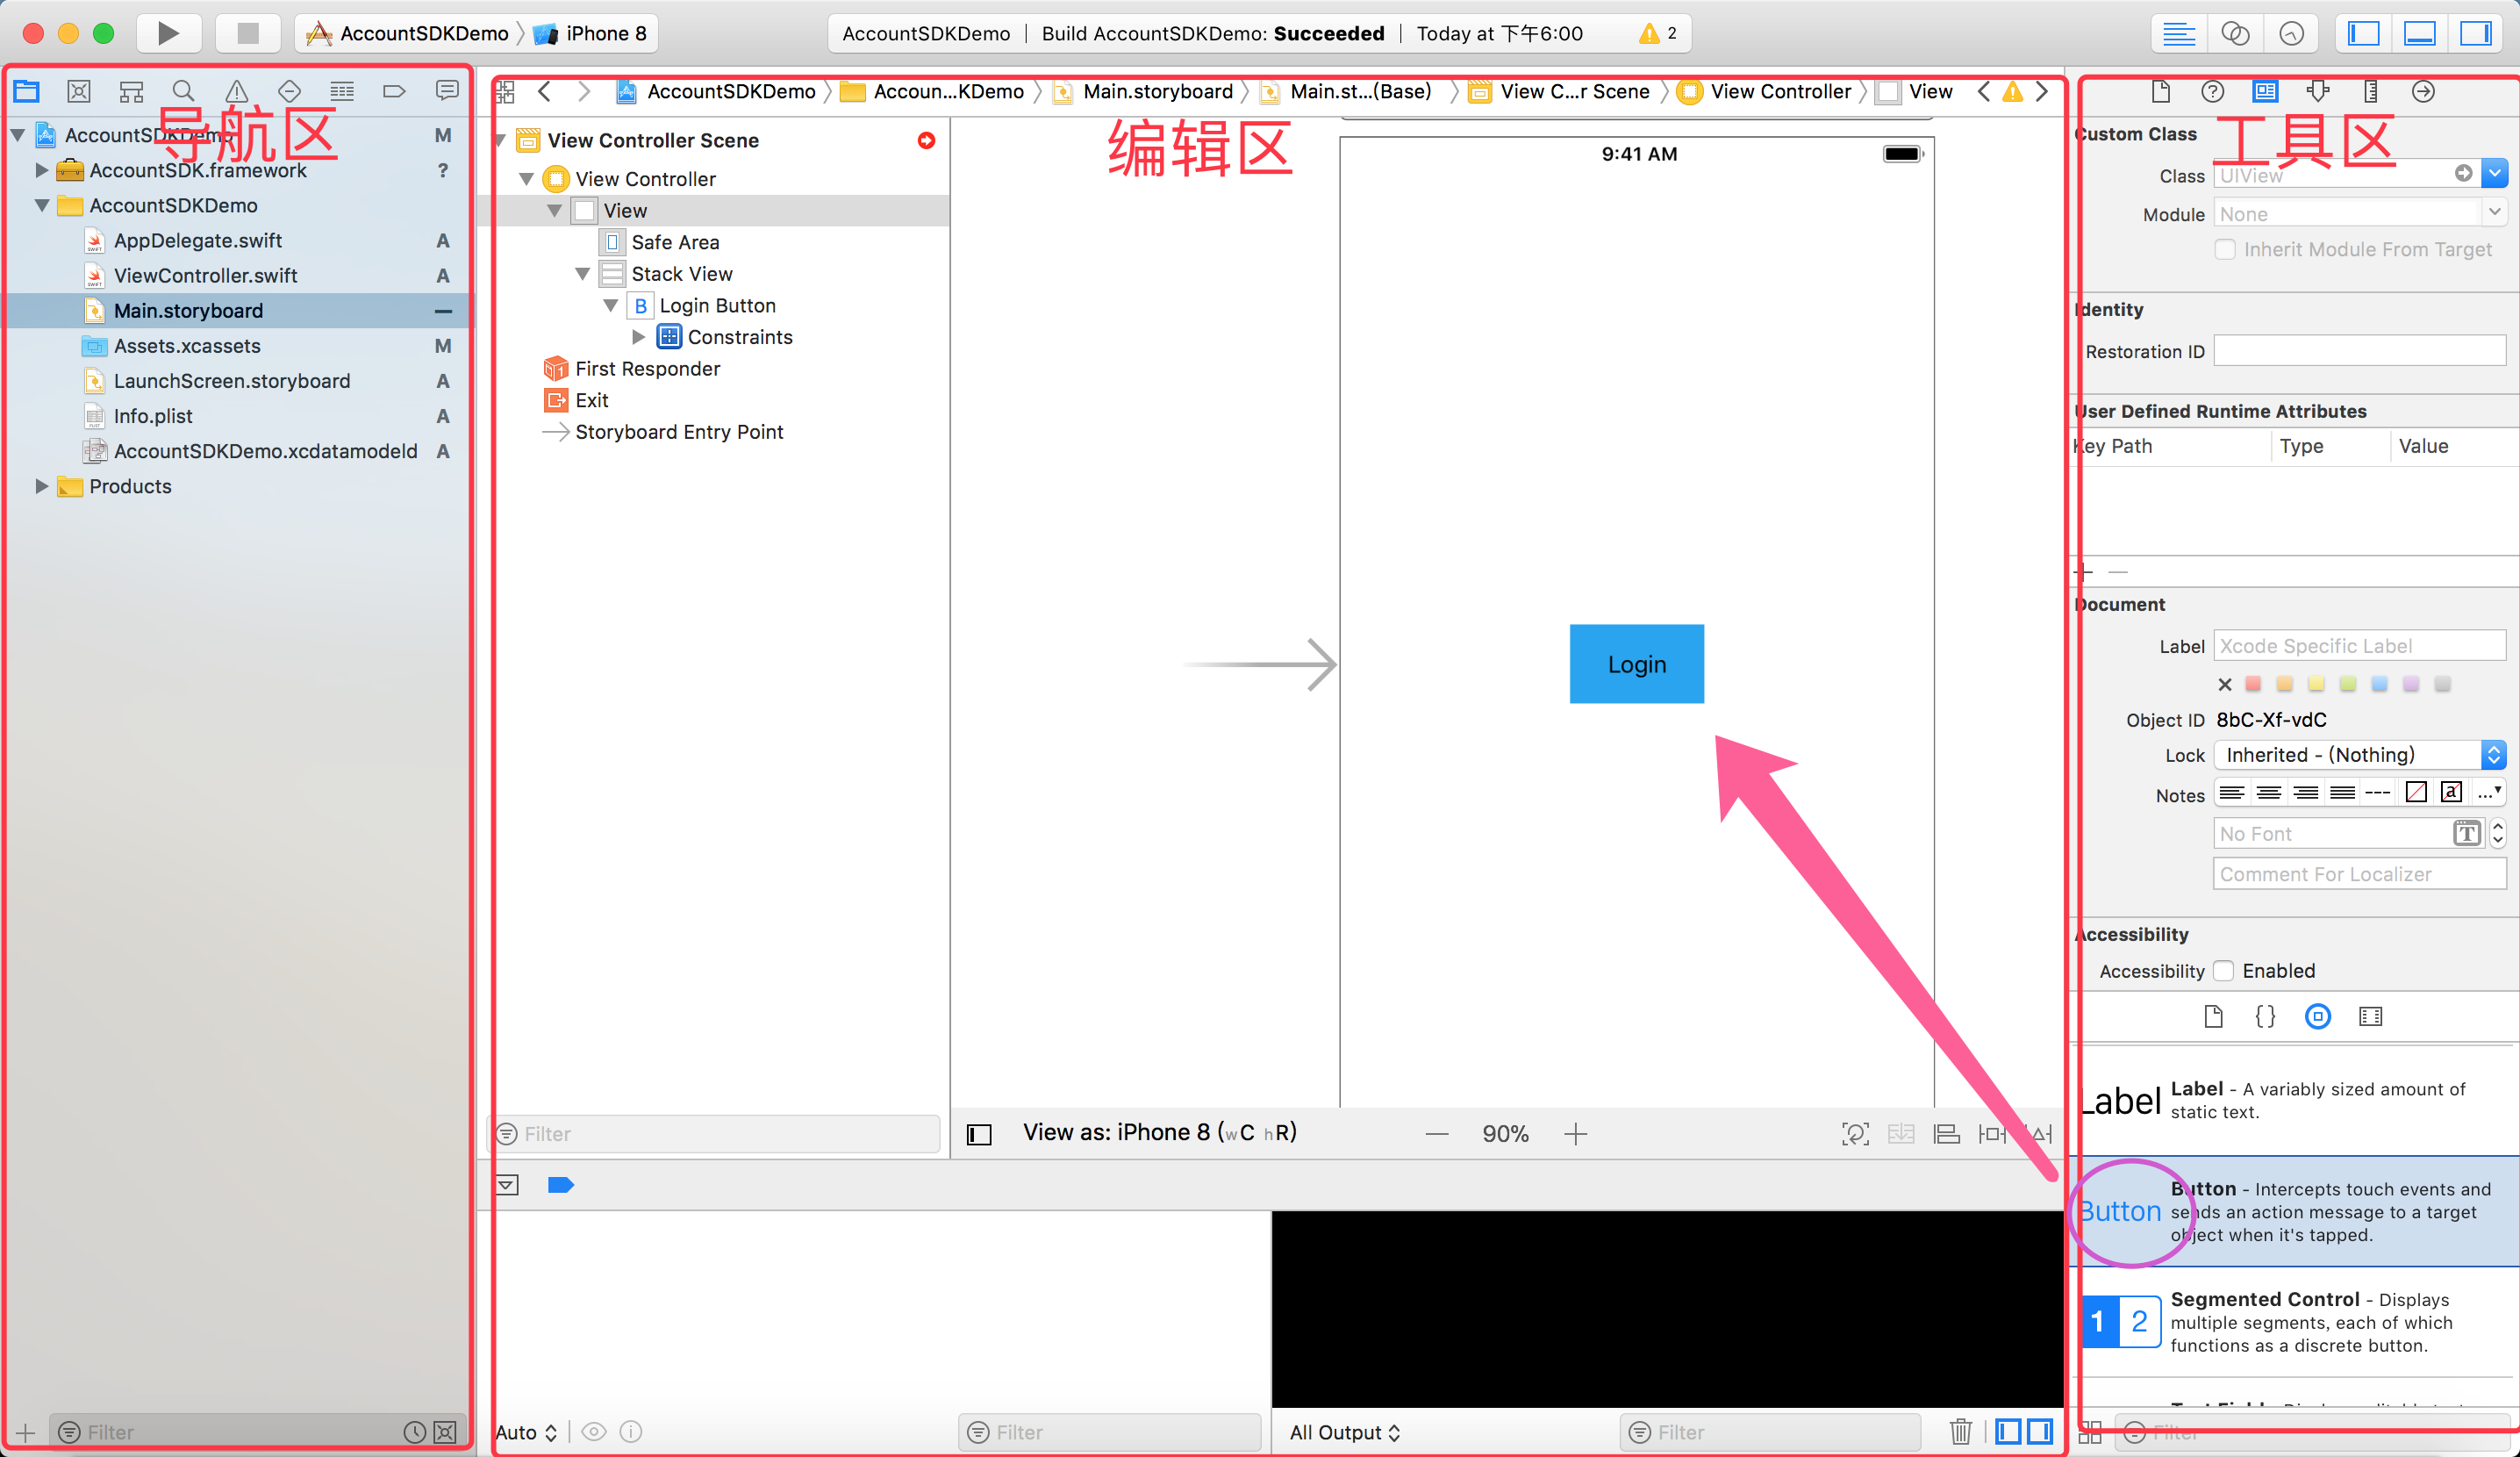 AccountSDKDemo iPhone 8
AccountSDKDemo | Build AccountSDKDemo: Succeeded | Today at 下午6:00
2
导航区
AccountSDKDemo M
AccountSDK.framework ?
AccountSDKDemo
AppDelegate.swift A
ViewController.swift A
Main.storyboard —
Assets.xcassets M
LaunchScreen.storyboard A
Info.plist A
AccountSDKDemo.xcdatamodeld A
Products
Filter
AccountSDKDemo Accoun...KDemo Main.storyboard Main.st...(Base) View C...r Scene View Controller View
编辑区
View Controller Scene
View Controller
View
Safe Area
Stack View
B Login Button
Constraints
First Responder
Exit
Storyboard Entry Point
Filter
9:41 AM
Login
View as: iPhone 8 (wC hR)
90%
Auto
Filter
All Output
Filter
工具区
Custom Class
Class UIView
Module None
Inherit Module From Target
Identity
Restoration ID
User Defined Runtime Attributes
Key Path Type Value
Document
Label Xcode Specific Label
Object ID 8bC-Xf-vdC
Lock Inherited - (Nothing)
Notes
No Font
Comment For Localizer
Accessibility
Accessibility Enabled
{}
Label
Label - A variably sized amount of
static text.
Button
Button - Intercepts touch events and
sends an action message to a target
object when it's tapped.
1 2
Segmented Control - Displays
multiple segments, each of which
functions as a discrete button.
Filter